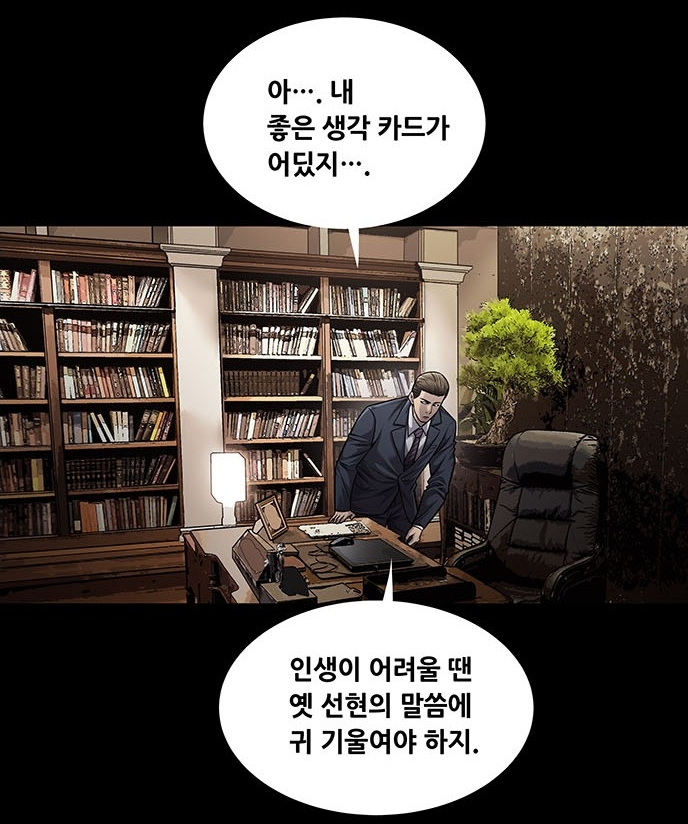 아…. 내
좋은 생각 카드가
어딨지….
인생이 어려울 땐
옛 선현의 말씀에
귀 기울여야 하지.